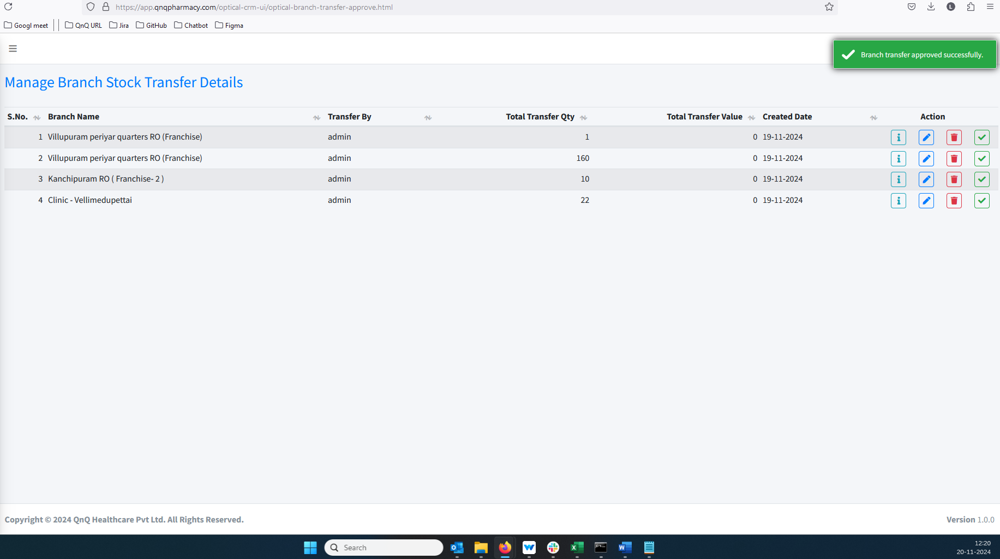 https://app.qnqpharmacy.com/optical-crm-ui/optical-branch-transfer-approve.html
L
Googl meet QnQ URL Jira GitHub Chatbot Figma
Branch transfer approved successfully.
Manage Branch Stock Transfer Details
S.No. Branch Name Transfer By Total Transfer Qty Total Transfer Value Created Date Action
1 Villupuram periyar quarters RO (Franchise) admin 1 0 19-11-2024
2 Villupuram periyar quarters RO (Franchise) admin 160 0 19-11-2024
3 Kanchipuram RO ( Franchise- 2 ) admin 10 0 19-11-2024
4 Clinic - Vellimedupettai admin 22 0 19-11-2024
Copyright © 2024 QnQ Healthcare Pvt Ltd. All Rights Reserved. Version 1.0.0
Search
12:20
20-11-2024